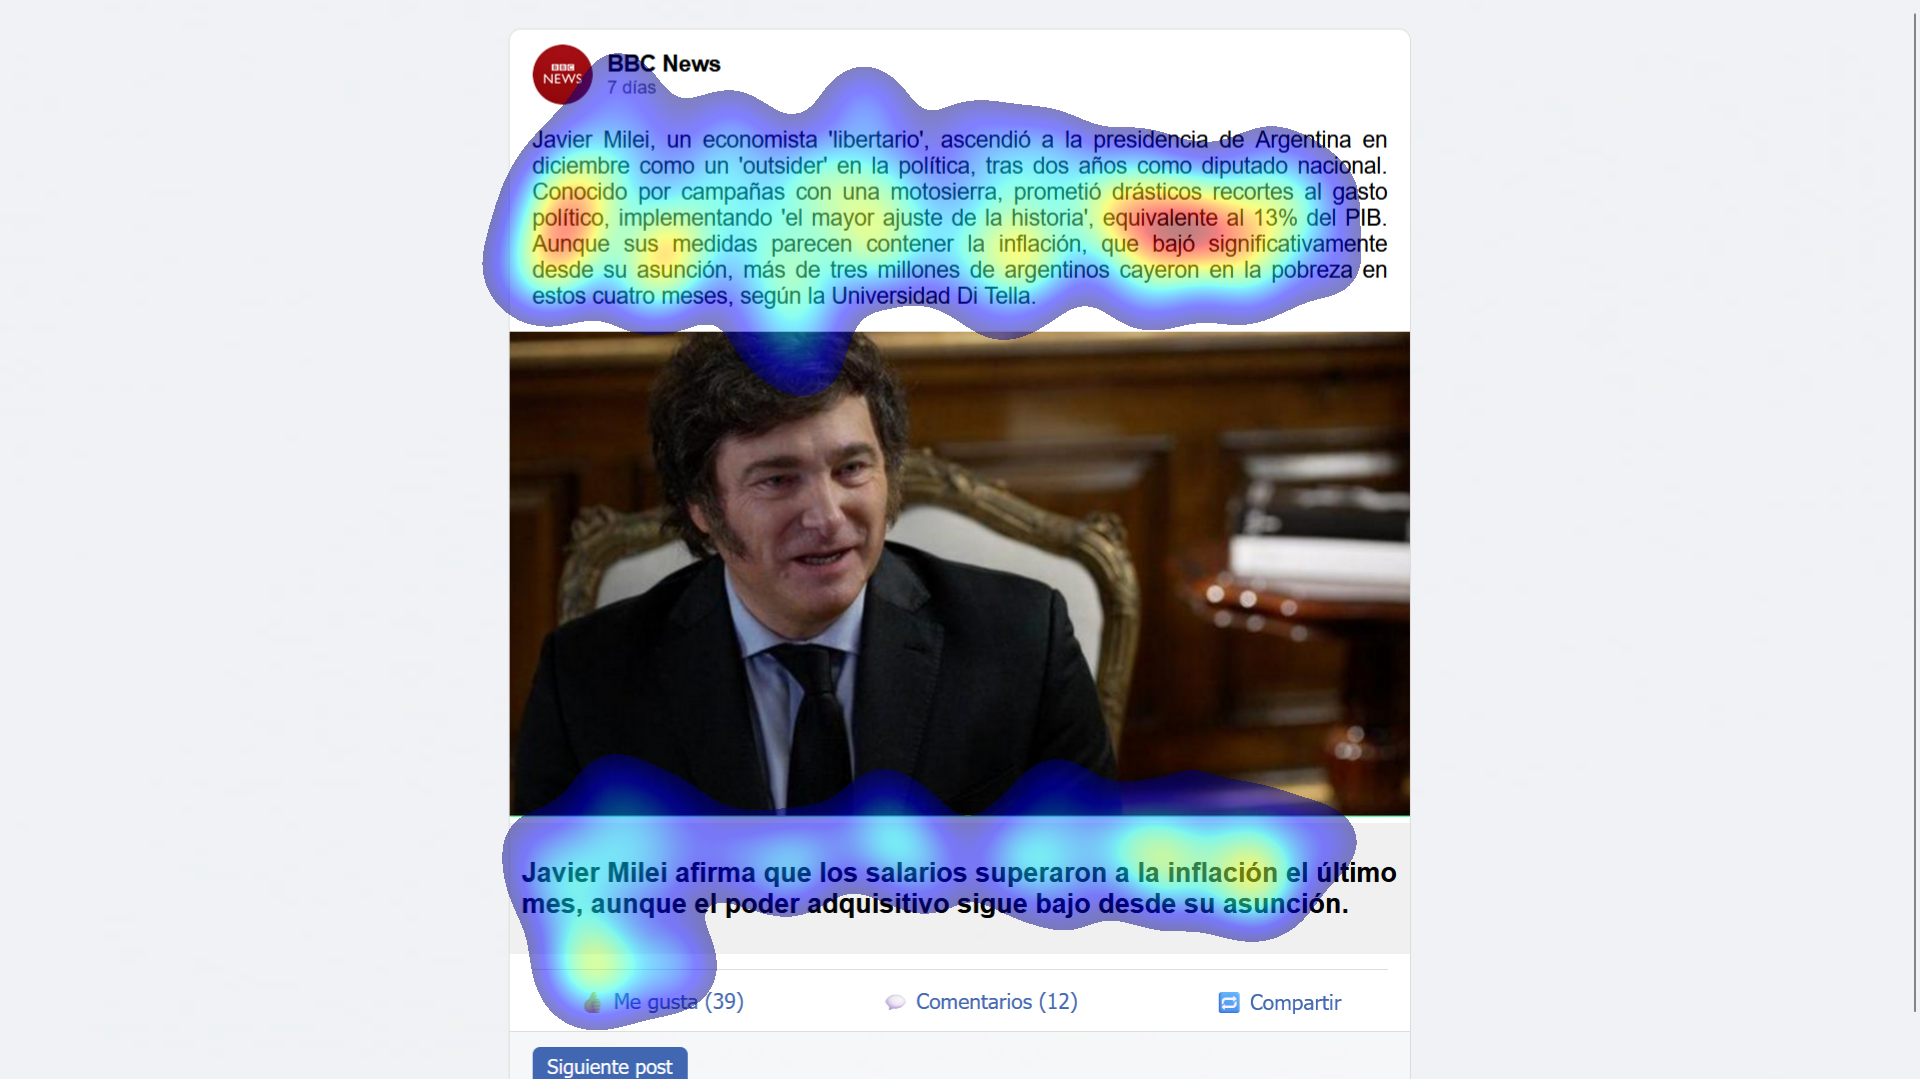 BBC
NEWS
BBC News
7 días
Javier Milei, un economista 'libertario', ascendió a la presidencia de Argentina en
diciembre como un 'outsider' en la política, tras dos años como diputado nacional.
Conocido por campañas con una motosierra, prometió drásticos recortes al gasto
político, implementando 'el mayor ajuste de la historia', equivalente al 13% del PIB.
Aunque sus medidas parecen contener la inflación, que bajó significativamente
desde su asunción, más de tres millones de argentinos cayeron en la pobreza en
estos cuatro meses, según la Universidad Di Tella.
Javier Milei afirma que los salarios superaron a la inflación el último
mes, aunque el poder adquisitivo sigue bajo desde su asunción.
Me gusta (39) Comentarios (12) Compartir
Siguiente post